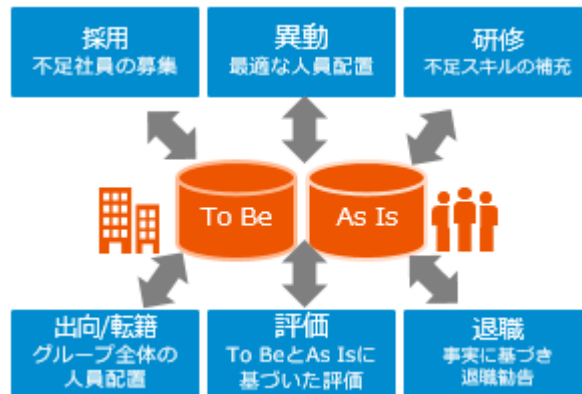 採用
不足社員の募集
異動
最適な人員配置
研修
不足スキルの補充
To Be
As Is
出向/転籍
グループ全体の
人員配置
評価
To BeとAs Isに
基づいた評価
退職
事実に基づき
退職勧告